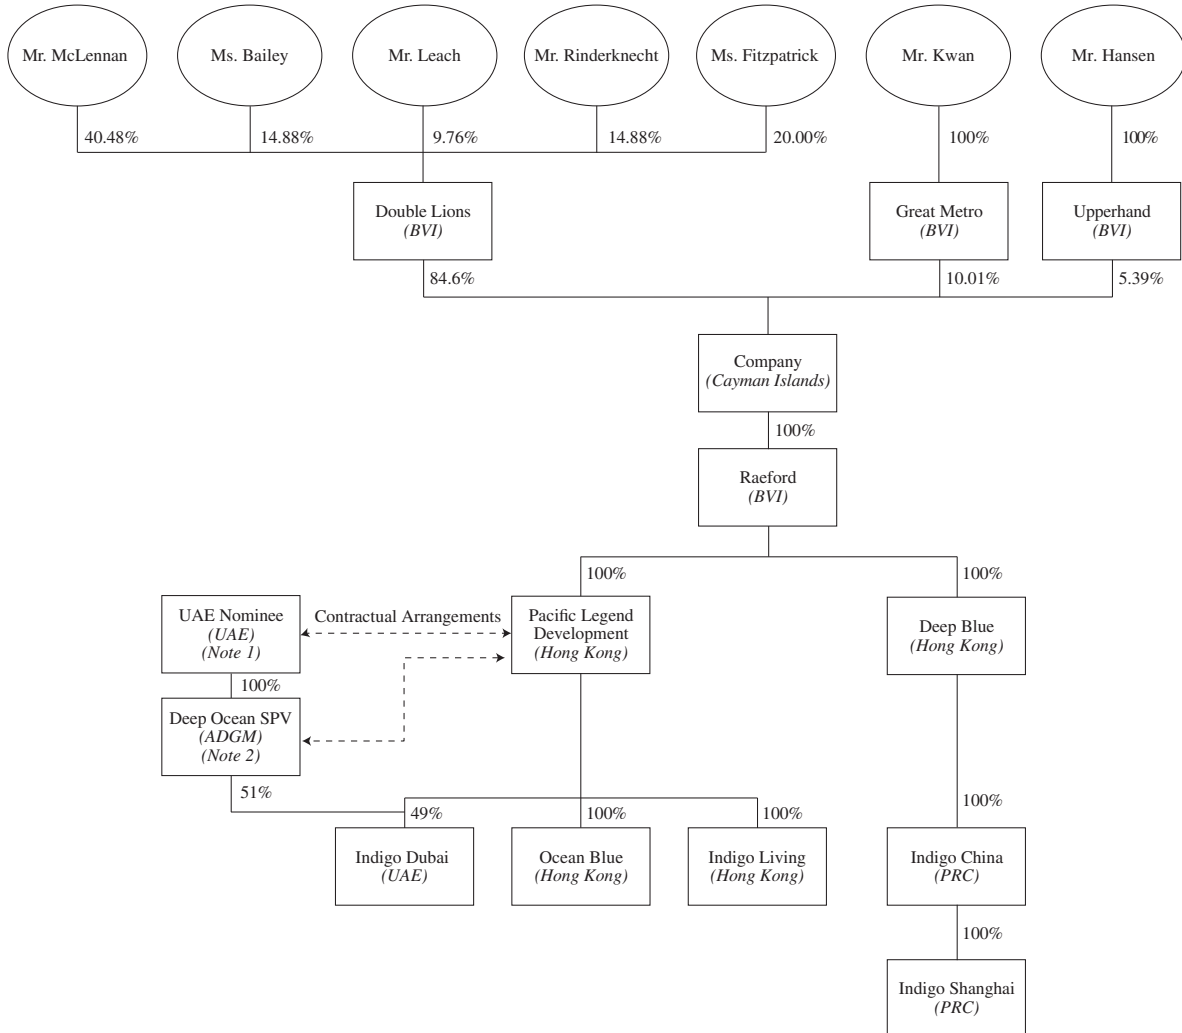 Mr. McLennan
Ms. Bailey
Mr. Leach
Mr. Rinderknecht
Ms. Fitzpatrick
Mr. Kwan
Mr. Hansen
40.48%
14.88%
9.76%
14.88%
20.00%
100%
100%
Double Lions
(BVI)
Great Metro
(BVI)
Upperhand
(BVI)
84.6%
10.01%
5.39%
Company
(Cayman Islands)
100%
Raeford
(BVI)
100%
100%
UAE Nominee
(UAE)
(Note 1)
Contractual Arrangements
Pacific Legend
Development
(Hong Kong)
Deep Blue
(Hong Kong)
100%
Deep Ocean SPV
(ADGM)
(Note 2)
51%
49%
100%
100%
100%
Indigo Dubai
(UAE)
Ocean Blue
(Hong Kong)
Indigo Living
(Hong Kong)
Indigo China
(PRC)
100%
Indigo Shanghai
(PRC)